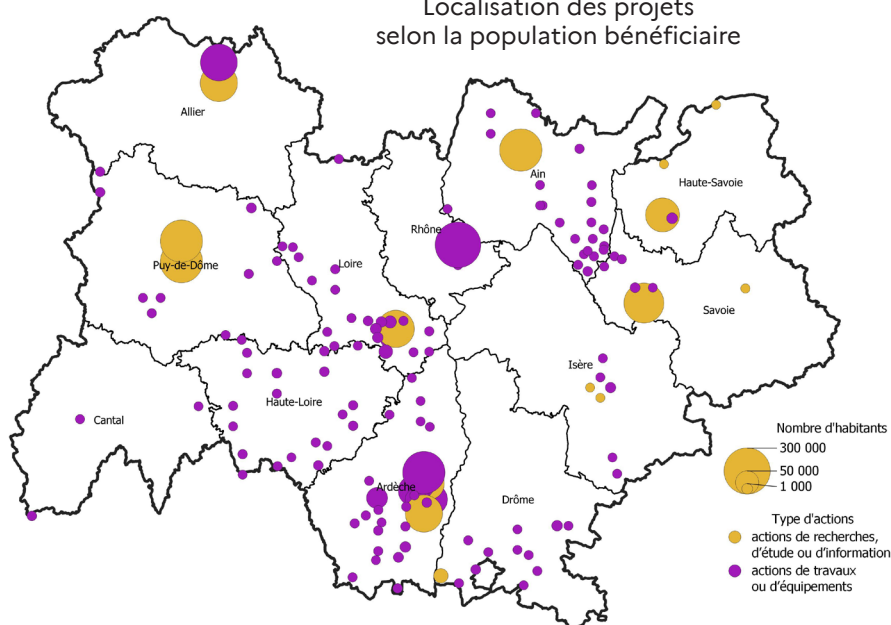 Localisation des projets
selon la population bénéficiaire
Allier
Ain
Haute-Savoie
Rhône
Puy-de-Dôme
Loire
Savoie
Isère
Haute-Loire
Cantal
Ardèche
Drôme
Nombre d'habitants
300 000
50 000
1 000
Type d'actions
actions de recherches,
d'étude ou d'information
actions de travaux
ou d'équipements